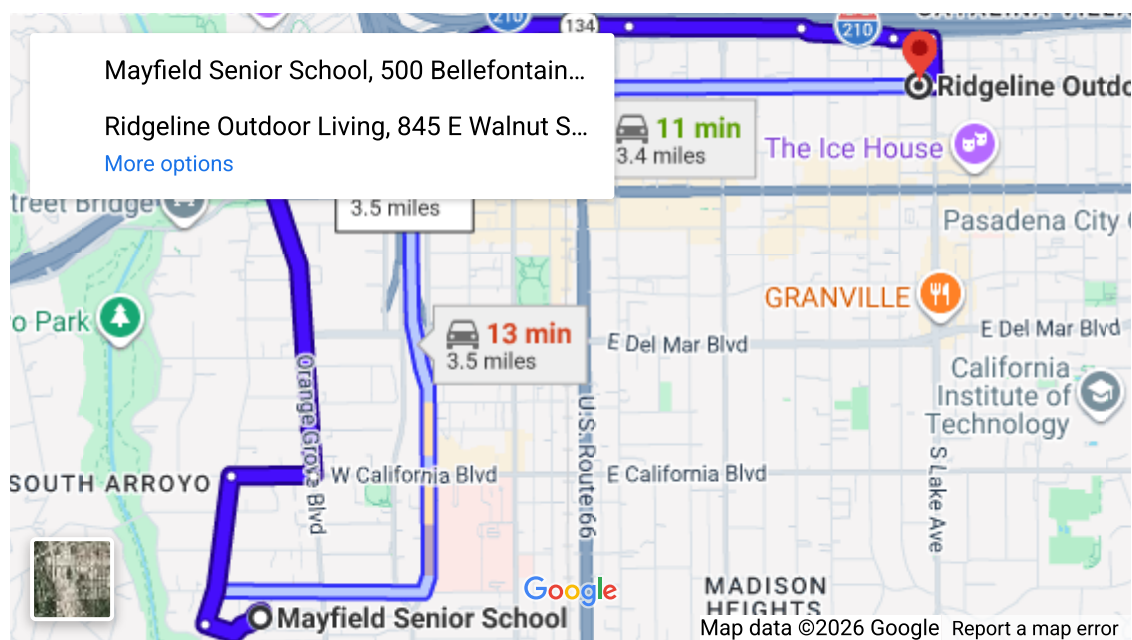 210
134
210
CATALINA VILLA
Mayfield Senior School, 500 Bellefontain...
Ridgeline Outdoor Living, 845 E Walnut S...
More options
Ridgeline Outdo
11 min
3.4 miles
The Ice House
treet Bridge
3.5 miles
Pasadena City C
GRANVILLE
o Park
13 min
3.5 miles
E Del Mar Blvd
E Del Mar Blvd
California
Institute of
Technology
Orange Grove Blvd
U.S. Route 66
S Lake Ave
SOUTH ARROYO
W California Blvd
E California Blvd
Google
MADISON
HEIGHTS
Mayfield Senior School
Map data ©2026 Google
Report a map error